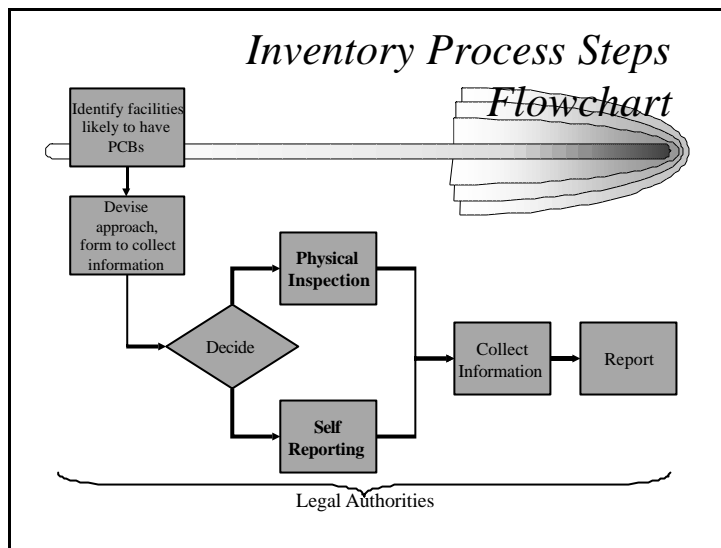 Inventory Process Steps
Flowchart
Identify facilities
likely to have
PCBs
Devise
approach,
form to collect
information
Decide
Physical
Inspection
Self
Reporting
Collect
Information
Report
Legal Authorities